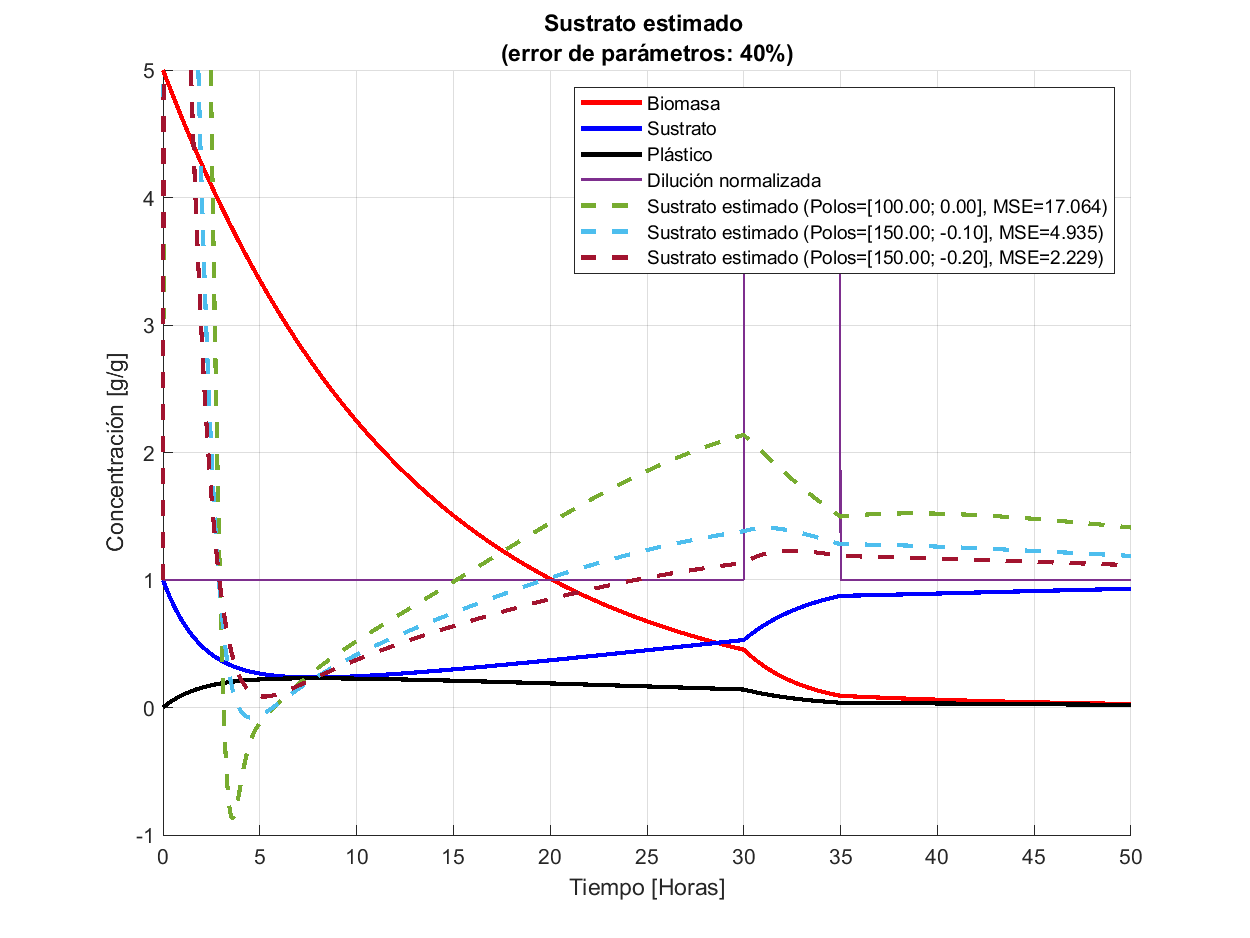 Sustrato estimado
(error de parámetros: 40%)
Biomasa
Sustrato
Plástico
Dilución normalizada
Sustrato estimado (Polos=[100.00; 0.00], MSE=17.064)
Sustrato estimado (Polos=[150.00; -0.10], MSE=4.935)
Sustrato estimado (Polos=[150.00; -0.20], MSE=2.229)
Concentración [g/g]
5
4
3
2
1
0
-1
0 5 10 15 20 25 30 35 40 45 50
Tiempo [Horas]